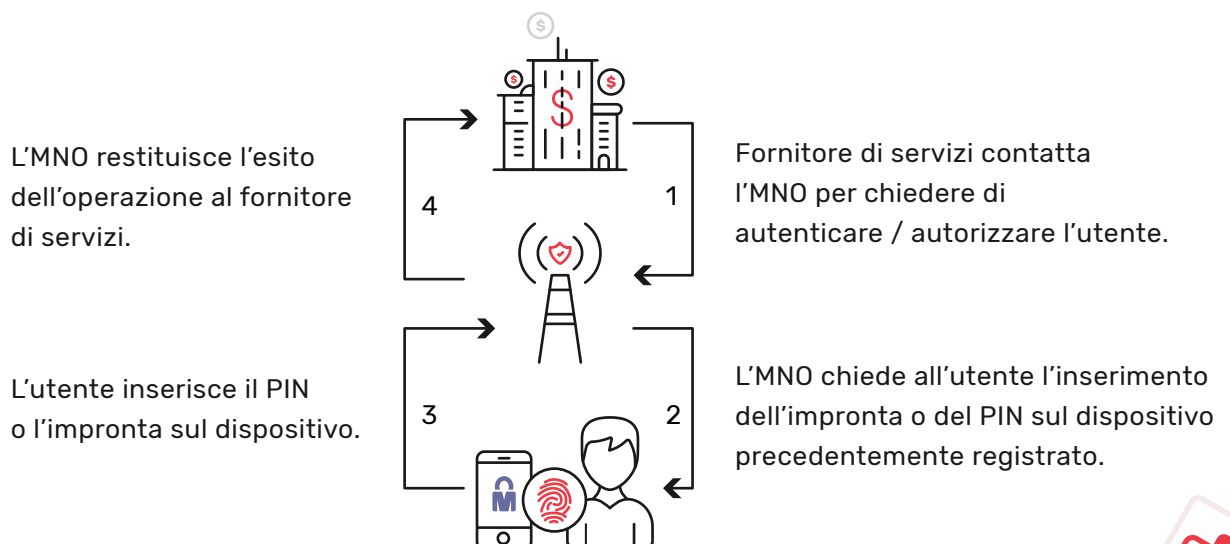 $
$
$
$
L’MNO restituisce l’esito
dell’operazione al fornitore
di servizi.
4
1
Fornitore di servizi contatta
l’MNO per chiedere di
autenticare / autorizzare l’utente.
L’utente inserisce il PIN
o l’impronta sul dispositivo.
3
2
L’MNO chiede all’utente l’inserimento
dell’impronta o del PIN sul dispositivo
precedentemente registrato.
M